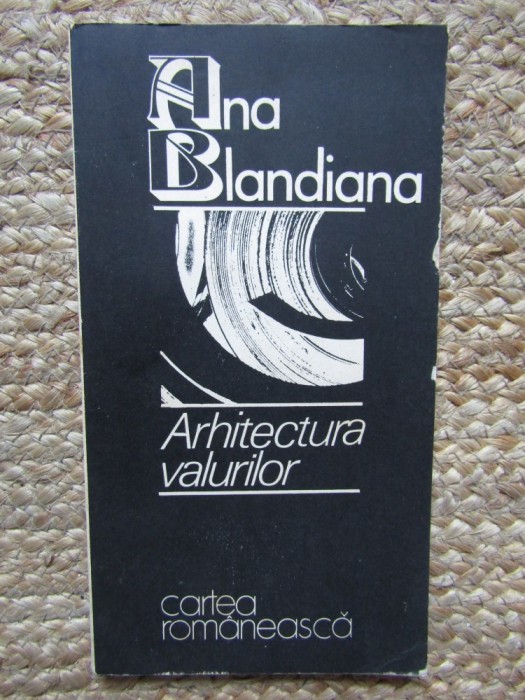 Ana
Blandiana
Arhitectura
valurilor
cartea
românească